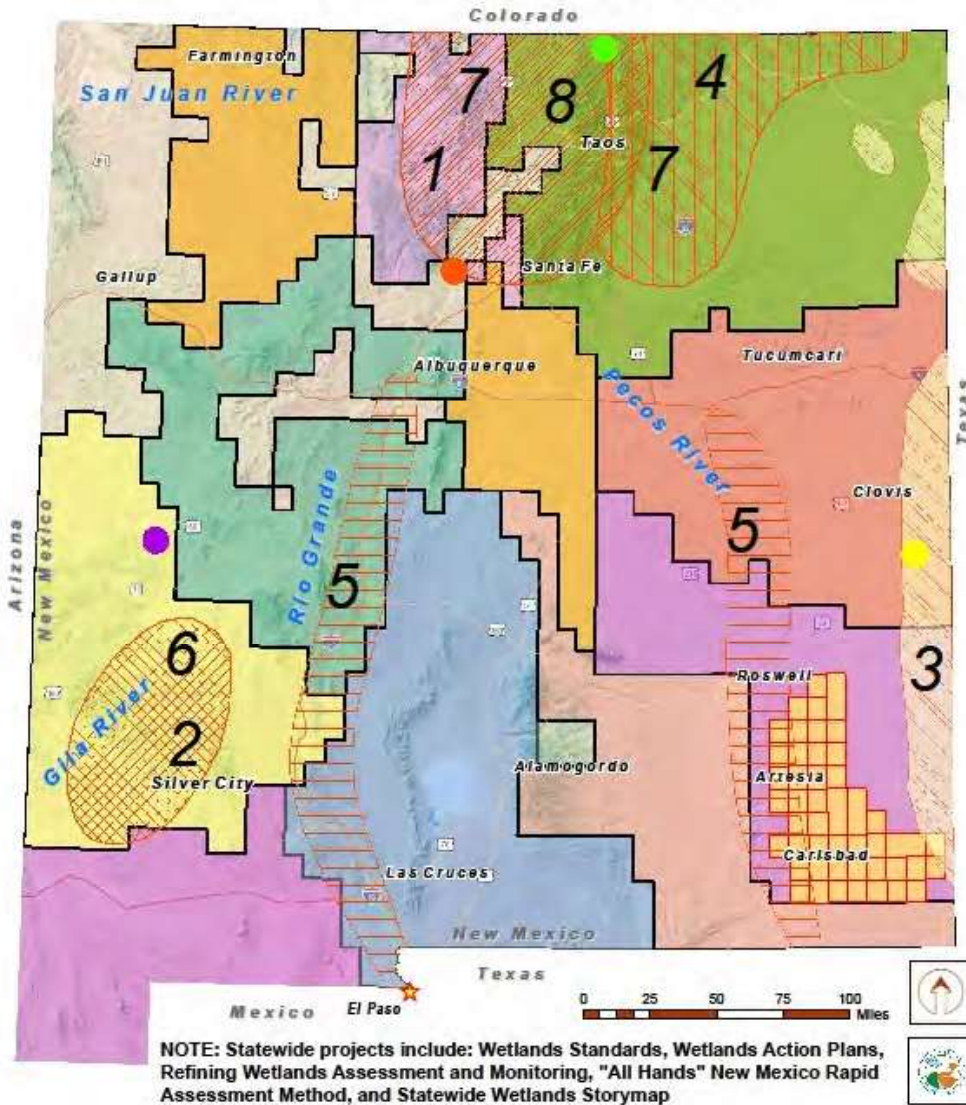 Colorado
Farmington
San Juan River
7
8
4
1
Taos
7
Gallup
Santa Fe
Albuquerque
Tucumcari
Pecos River
Texas
Clovis
Arizona
New Mexico
Rio Grande
5
5
6
Gila River
2
Silver City
Roswell
3
Alamogordo
Artesia
Carlsbad
Las Cruces
New Mexico
Texas
Mexico
El Paso
0 25 50 75 100
Miles
NOTE: Statewide projects include: Wetlands Standards, Wetlands Action Plans,
Refining Wetlands Assessment and Monitoring, "All Hands" New Mexico Rapid
Assessment Method, and Statewide Wetlands Storymap